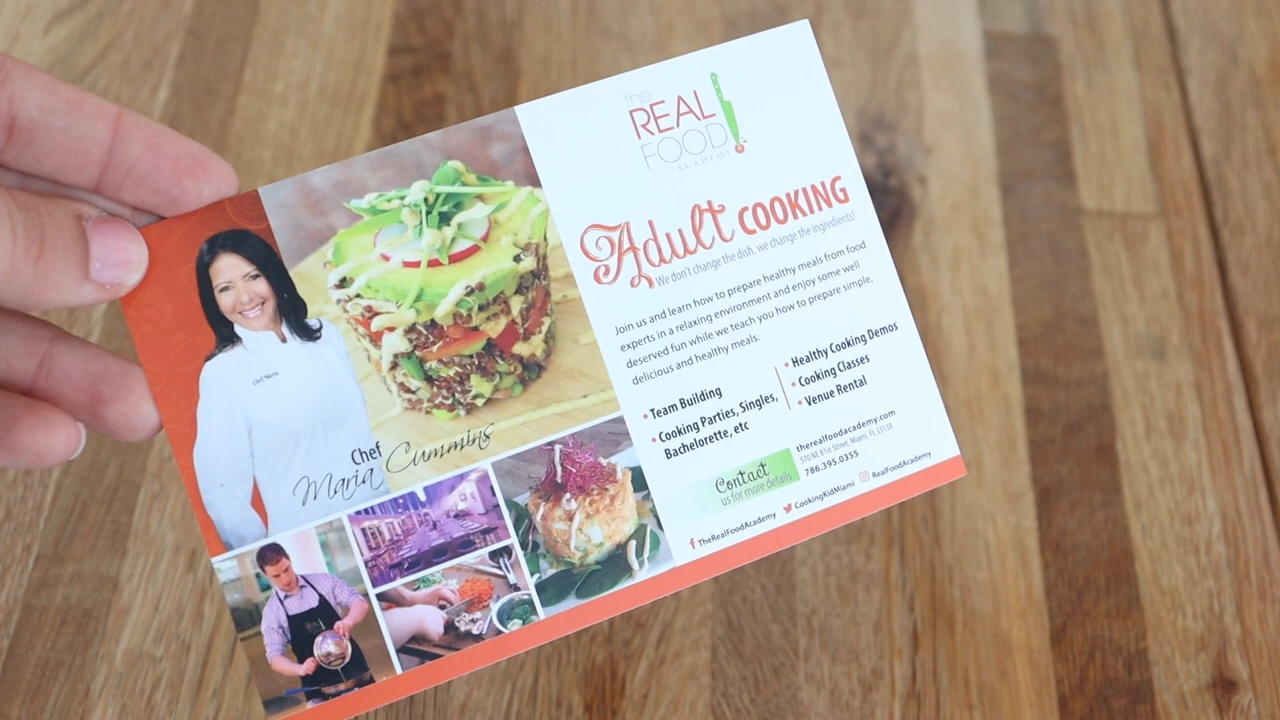 the
REAL
FOOD
ACADEMY
Adult COOKING
We don't change the dish, we change the ingredients!
Join us and learn how to prepare healthy meals from food
experts in a relaxing environment and enjoy some well
deserved fun while we teach you how to prepare simple,
delicious and healthy meals.
• Team Building
• Cooking Parties, Singles,
Bachelorette, etc
• Healthy Cooking Demos
• Cooking Classes
• Venue Rental
Contact
us for more details
therealfoodacademy.com
570 NE 81st Street, Miami, FL 33138
786.395.0355
TheRealFoodAcademy CookingKidMiami RealFoodAcademy
Chef Maria
Chef
Maria Cummins